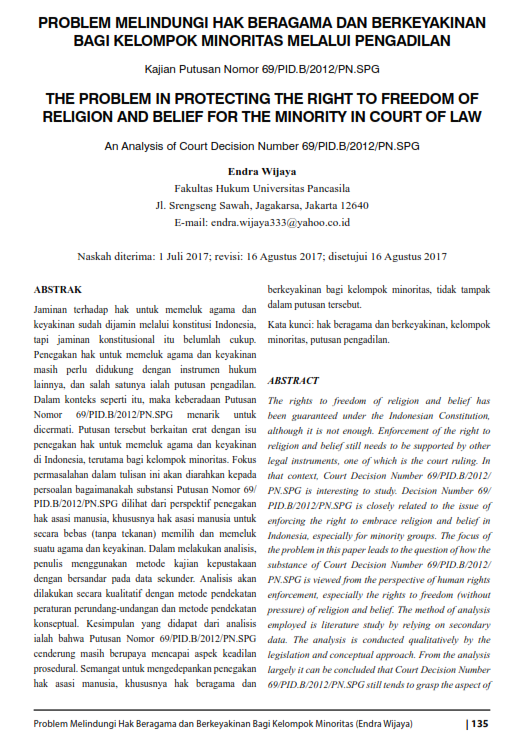 PROBLEM MELINDUNGI HAK BERAGAMA DAN BERKEYAKINAN
BAGI KELOMPOK MINORITAS MELALUI PENGADILAN
Kajian Putusan Nomor 69/PID.B/2012/PN.SPG
THE PROBLEM IN PROTECTING THE RIGHT TO FREEDOM OF
RELIGION AND BELIEF FOR THE MINORITY IN COURT OF LAW
An Analysis of Court Decision Number 69/PID.B/2012/PN.SPG
Endra Wijaya
Fakultas Hukum Universitas Pancasila
Jl. Srengseng Sawah, Jagakarsa, Jakarta 12640
E-mail: endra.wijaya333@yahoo.co.id
Naskah diterima: 1 Juli 2017; revisi: 16 Agustus 2017; disetujui 16 Agustus 2017
ABSTRAK
Jaminan terhadap hak untuk memeluk agama dan
keyakinan sudah dijamin melalui konstitusi Indonesia,
tapi jaminan konstitusional itu belumlah cukup.
Penegakan hak untuk memeluk agama dan keyakinan
masih perlu didukung dengan instrumen hukum
lainnya, dan salah satunya ialah putusan pengadilan.
Dalam konteks seperti itu, maka keberadaan Putusan
Nomor 69/PID.B/2012/PN.SPG menarik untuk
dicermati. Putusan tersebut berkaitan erat dengan isu
penegakan hak untuk memeluk agama dan keyakinan
di Indonesia, terutama bagi kelompok minoritas. Fokus
permasalahan dalam tulisan ini akan diarahkan kepada
persoalan bagaimanakah substansi Putusan Nomor 69/
PID.B/2012/PN.SPG dilihat dari perspektif penegakan
hak asasi manusia, khususnya hak asasi manusia untuk
secara bebas (tanpa tekanan) memilih dan memeluk
suatu agama dan keyakinan. Dalam melakukan analisis,
penulis menggunakan metode kajian kepustakaan
dengan bersandar pada data sekunder. Analisis akan
dilakukan secara kualitatif dengan metode pendekatan
peraturan perundang-undangan dan metode pendekatan
konseptual. Kesimpulan yang didapat dari analisis
ialah bahwa Putusan Nomor 69/PID.B/2012/PN.SPG
cenderung masih berupaya mencapai aspek keadilan
prosedural. Semangat untuk mengedepankan penegakan
hak asasi manusia, khususnya hak beragama dan
berkeyakinan bagi kelompok minoritas, tidak tampak
dalam putusan tersebut.
Kata kunci: hak beragama dan berkeyakinan, kelompok
minoritas, putusan pengadilan.
ABSTRACT
The rights to freedom of religion and belief has
been guaranteed under the Indonesian Constitution,
although it is not enough. Enforcement of the right to
religion and belief still needs to be supported by other
legal instruments, one of which is the court ruling. In
that context, Court Decision Number 69/PID.B/2012/
PN.SPG is interesting to study. Decision Number 69/
PID.B/2012/PN.SPG is closely related to the issue of
enforcing the right to embrace religion and belief in
Indonesia, especially for minority groups. The focus of
the problem in this paper leads to the question of how the
substance of Court Decision Number 69/PID.B/2012/
PN.SPG is viewed from the perspective of human rights
enforcement, especially the rights to freedom (without
pressure) of religion and belief. The method of analysis
employed is literature study by relying on secondary
data. The analysis is conducted qualitatively by the
legislation and conceptual approach. From the analysis
largely it can be concluded that Court Decision Number
69/PID.B/2012/PN.SPG still tends to grasp the aspect of
Problem Melindungi Hak Beragama dan Berkeyakinan Bagi Kelompok Minoritas (Endra Wijaya) | 135